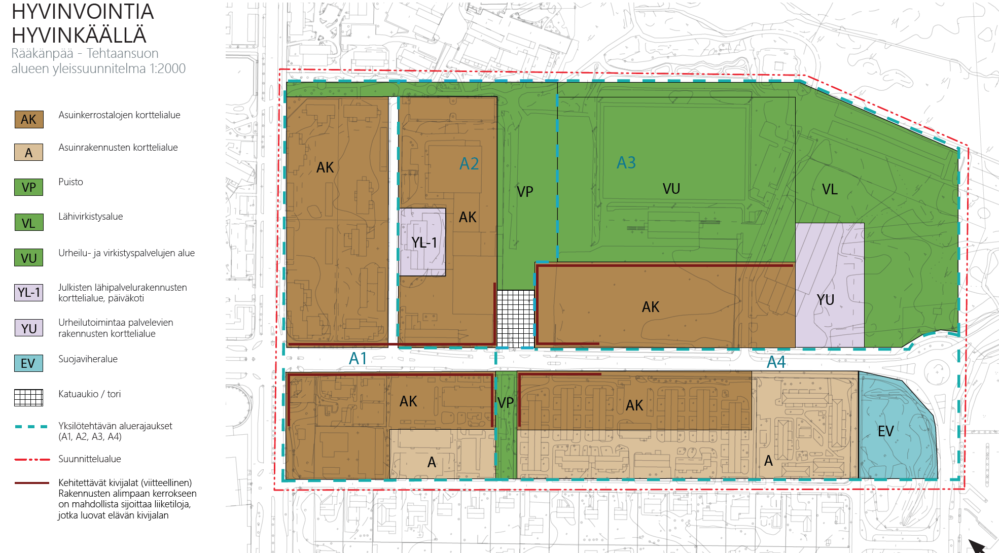 HYVINVOINTIA
HYVINKÄÄLLÄ
Rääkänpää - Tehtaansuon
alueen yleissuunnitelma 1:2000
AK Asuinkerrostalojen korttelialue
A Asuinrakennusten korttelialue
VP Puisto
VL Lähivirkistysalue
VU Urheilu- ja virkistyspalvelujen alue
YL-1 Julkisten lähipalvelurakennusten
korttelialue, päiväkoti
YU Urheilutoimintaa palvelevien
rakennusten korttelialue
EV Suojaviheralue
Katuaukio / tori
Yksilötehtävän aluerajaukset
(A1, A2, A3, A4)
Suunnittelualue
Kehitettävät kivijalat (viitteellinen)
Rakennusten alimpaan kerrokseen
on mahdollista sijoittaa liiketiloja,
jotka luovat elävän kivijalan
AK
A2
A3
VP
VU
VL
AK
YL-1
AK
YU
A1
A4
AK
VP
AK
EV
A
A